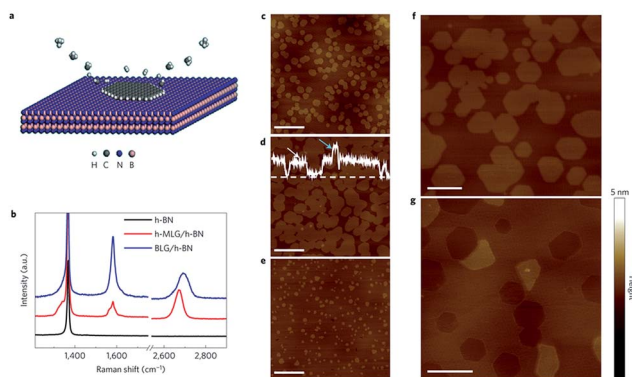 a
H C N B
b
h-BN
h-MLG/h-BN
BLG/h-BN
Intensity (a.u.)
1,400 1,600 2,600 2,800
Raman shift (cm⁻¹)
c
d
e
f
g
5 nm
Height